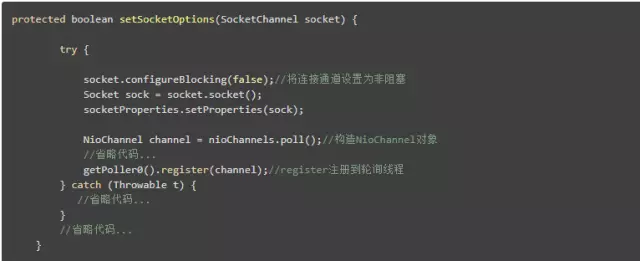 protected boolean setSocketOptions(SocketChannel socket) {
try {
socket.configureBlocking(false);//将连接通道设置为非阻塞
Socket sock = socket.socket();
socketProperties.setProperties(sock);
NioChannel channel = nioChannels.poll();//构造NioChannel对象
//省略代码...
getPoller0().register(channel);//register注册到轮询线程
} catch (Throwable t) {
//省略代码...
}
//省略代码...
}